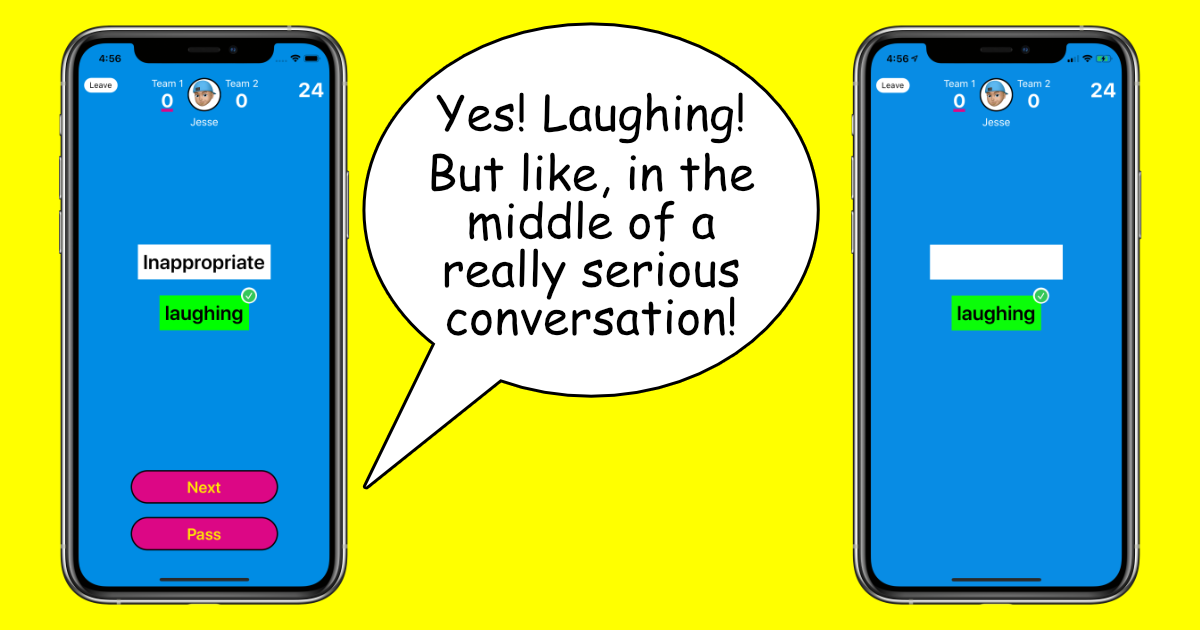 4:56
Leave
Team 1
Team 2
0
0
24
Jesse
Inappropriate
laughing
Next
Pass
Yes! Laughing!
But like, in the
middle of a
really serious
conversation!
4:56
Leave
Team 1
Team 2
0
0
24
Jesse
laughing